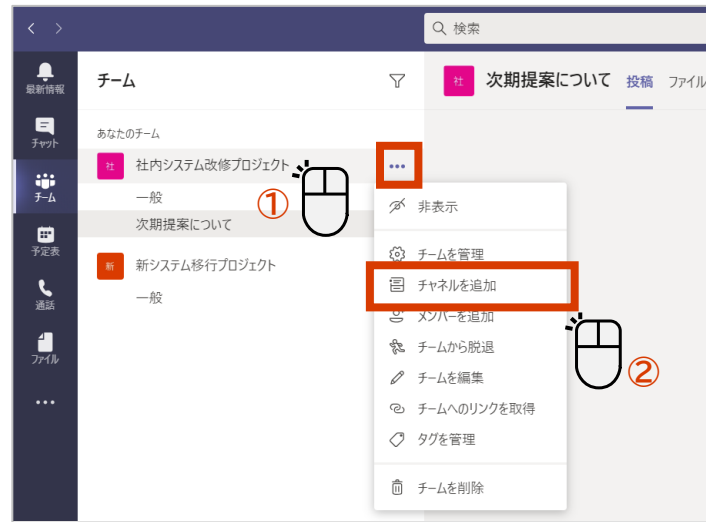 検索
最新情報
チャット
チーム
予定表
通話
ファイル
チーム
あなたのチーム
社 社内システム改修プロジェクト
一般
次期提案について
新 新システム移行プロジェクト
一般
社 次期提案について 投稿 ファイル
①
非表示
チームを管理
チャネルを追加
メンバーを追加
チームから脱退
チームを編集
チームへのリンクを取得
タグを管理
チームを削除
②